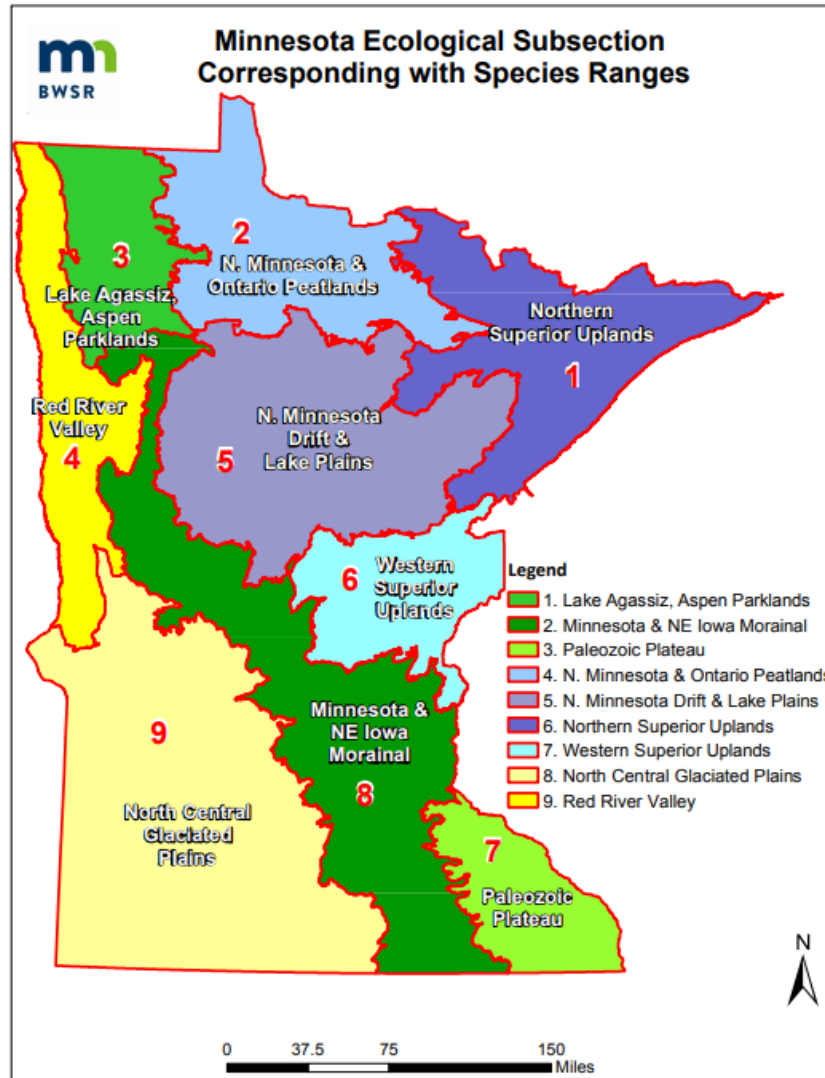 Minnesota Ecological Subsection
Corresponding with Species Ranges
mn
BWSR
2
N. Minnesota &
Ontario Peatlands
3
Lake Agassiz,
Aspen
Parklands
Northern
Superior Uplands
1
Red River
Valley
4
N. Minnesota
Drift &
Lake Plains
5
Western
Superior
Uplands
6
Legend
1. Lake Agassiz, Aspen Parklands
2. Minnesota & NE Iowa Morainal
3. Paleozoic Plateau
4. N. Minnesota & Ontario Peatlands
5. N. Minnesota Drift & Lake Plains
6. Northern Superior Uplands
7. Western Superior Uplands
8. North Central Glaciated Plains
9. Red River Valley
Minnesota &
NE Iowa
Morainal
8
9
North Central
Glaciated
Plains
7
Paleozoic
Plateau
N
0 37.5 75 150
Miles